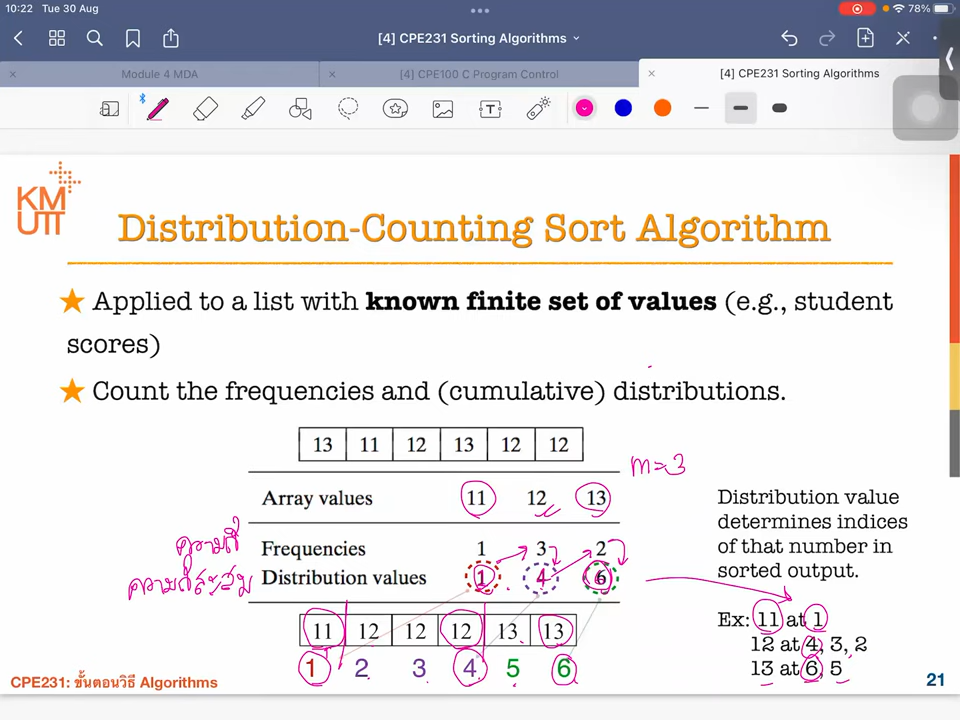 10:22 Tue 30 Aug 78%
[4] CPE231 Sorting Algorithms
Module 4 MDA [4] CPE100 C Program Control [4] CPE231 Sorting Algorithms
KM
UTT
Distribution-Counting Sort Algorithm
Applied to a list with known finite set of values (e.g., student
scores)
Count the frequencies and (cumulative) distributions.
13 11 12 13 12 12
m=3
Array values 11 12 13
ความถี่ Frequencies 1 3 2
ความถี่สะสม Distribution values 1 4 6
11 12 12 12 13 13
1 2 3 4 5 6
Distribution value
determines indices
of that number in
sorted output.
Ex: 11 at 1
12 at 4, 3, 2
13 at 6, 5
CPE231: ขั้นตอนวิธี Algorithms
21